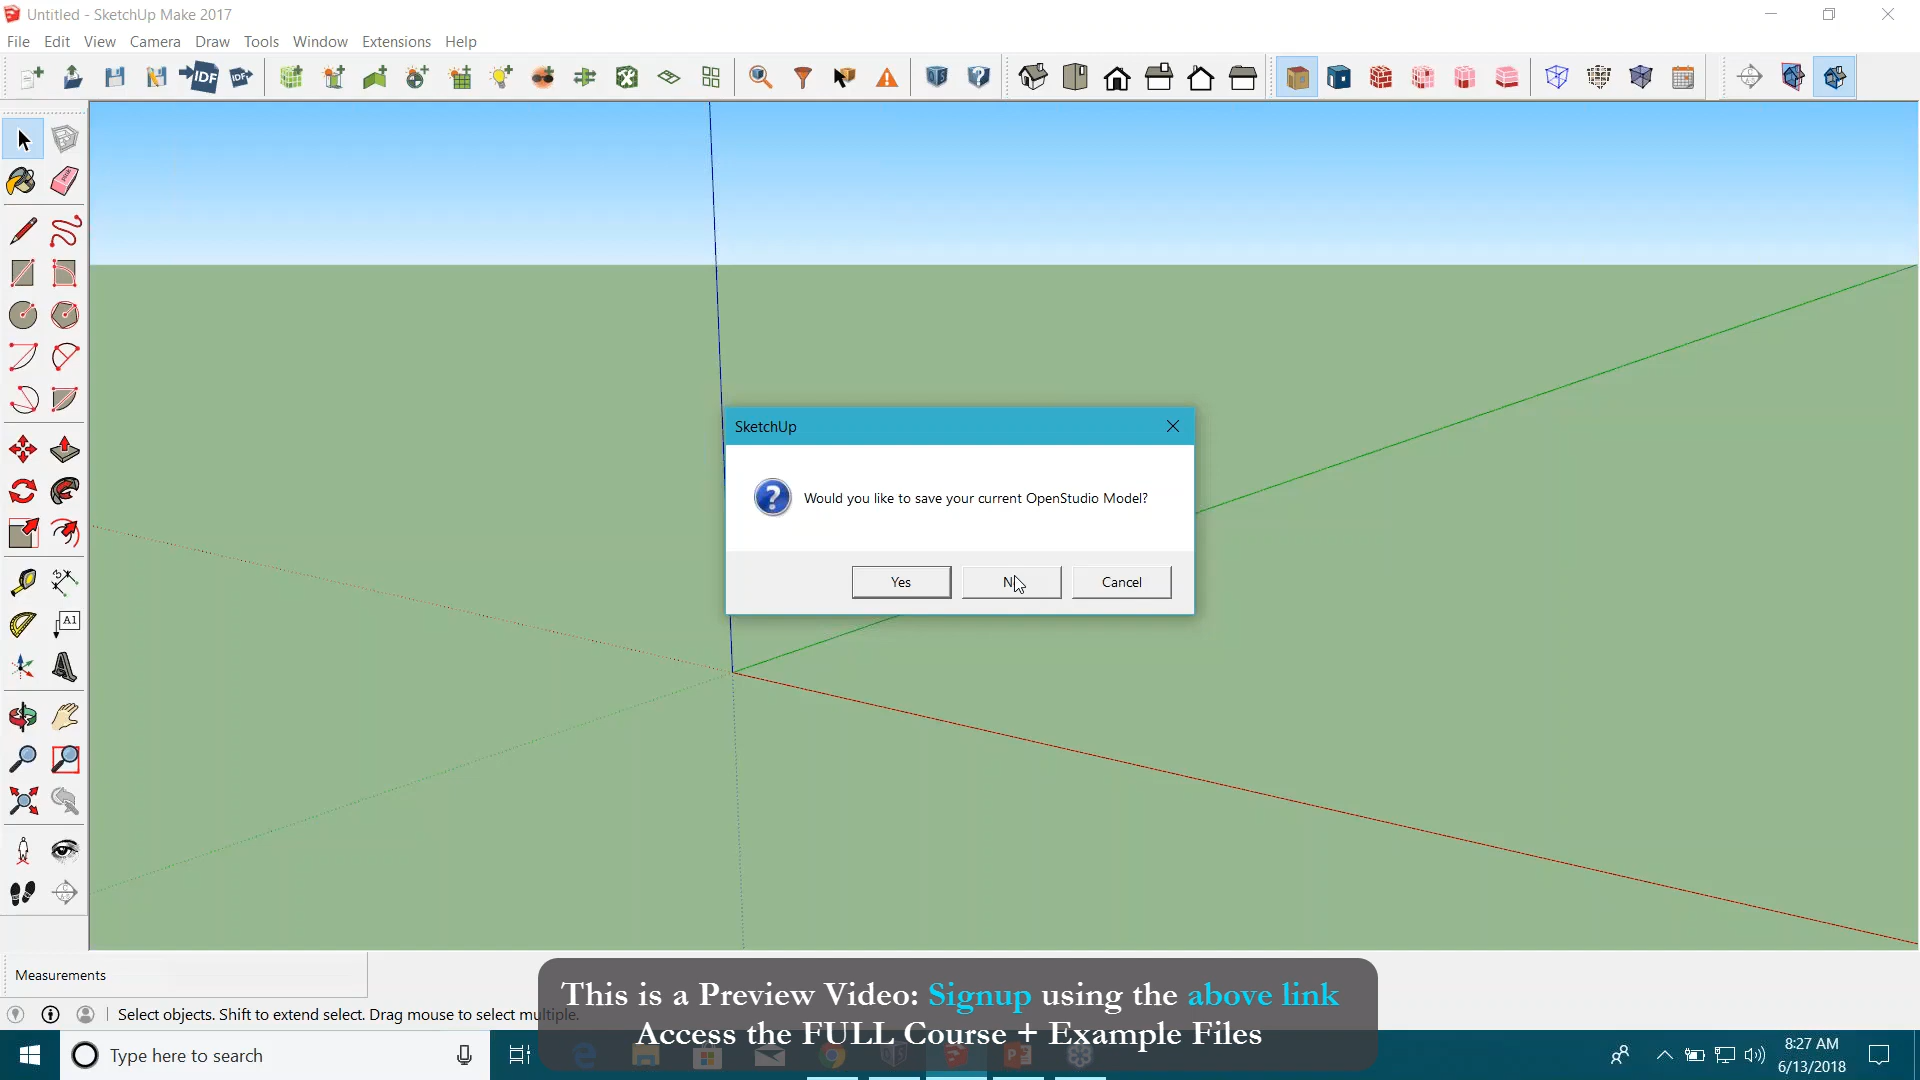 Untitled - SketchUp Make 2017
File Edit View Camera Draw Tools Window Extensions Help
IDF IDF
SketchUp
Would you like to save your current OpenStudio Model?
Yes
Cancel
A1
Measurements
Select objects. Shift to extend select. Drag mouse to select multiple.
This is a Preview Video: Signup using the above link
Access the FULL Course + Example Files
Type here to search
8:27 AM
6/13/2018